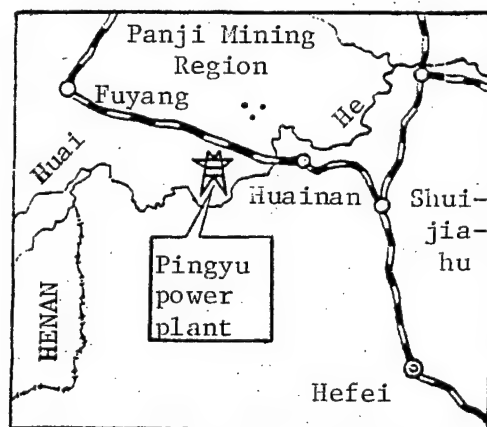 Panji Mining
Region
Fuyang
He
Huai
Huainan
Shui-
jia-
hu
Pingyu
power
plant
HENAN
Hefei